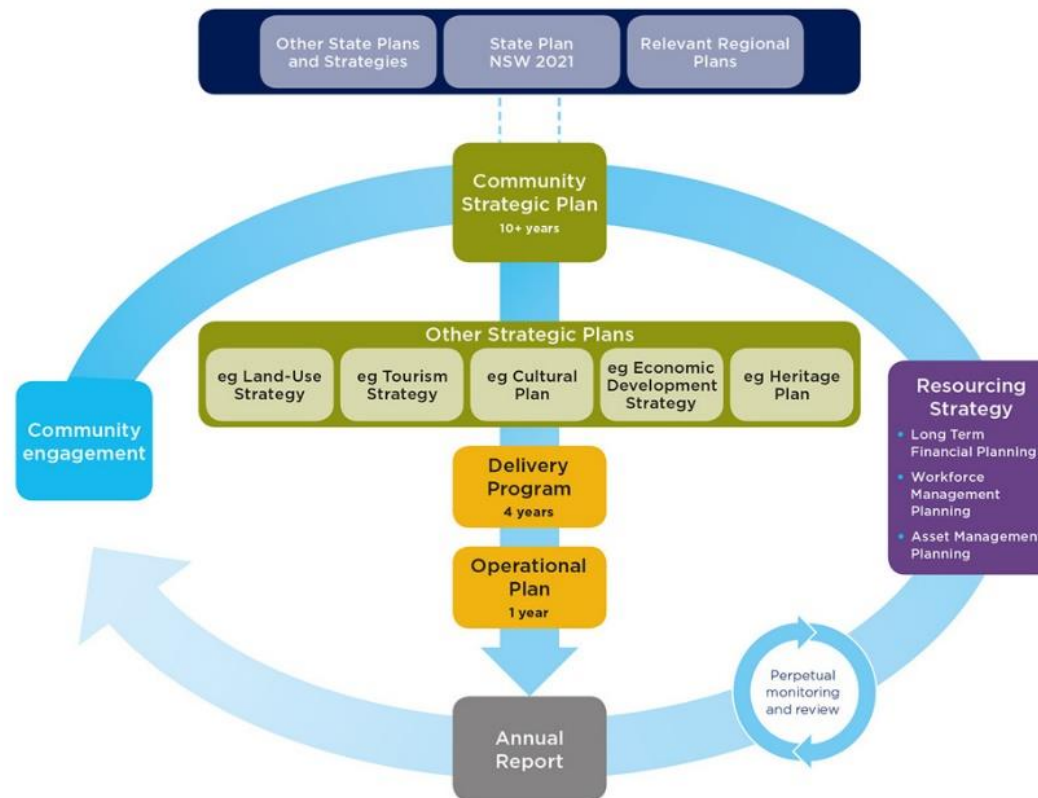 Other State Plans
and Strategies
State Plan
NSW 2021
Relevant Regional
Plans
Community
Strategic Plan
10+ years
Other Strategic Plans
eg Land-Use
Strategy
eg Tourism
Strategy
eg Cultural
Plan
eg Economic
Development
Strategy
eg Heritage
Plan
Community
engagement
Resourcing
Strategy
• Long Term
Financial Planning
• Workforce
Management
Planning
• Asset Management
Planning
Delivery
Program
4 years
Operational
Plan
1 year
Perpetual
monitoring
and review
Annual
Report